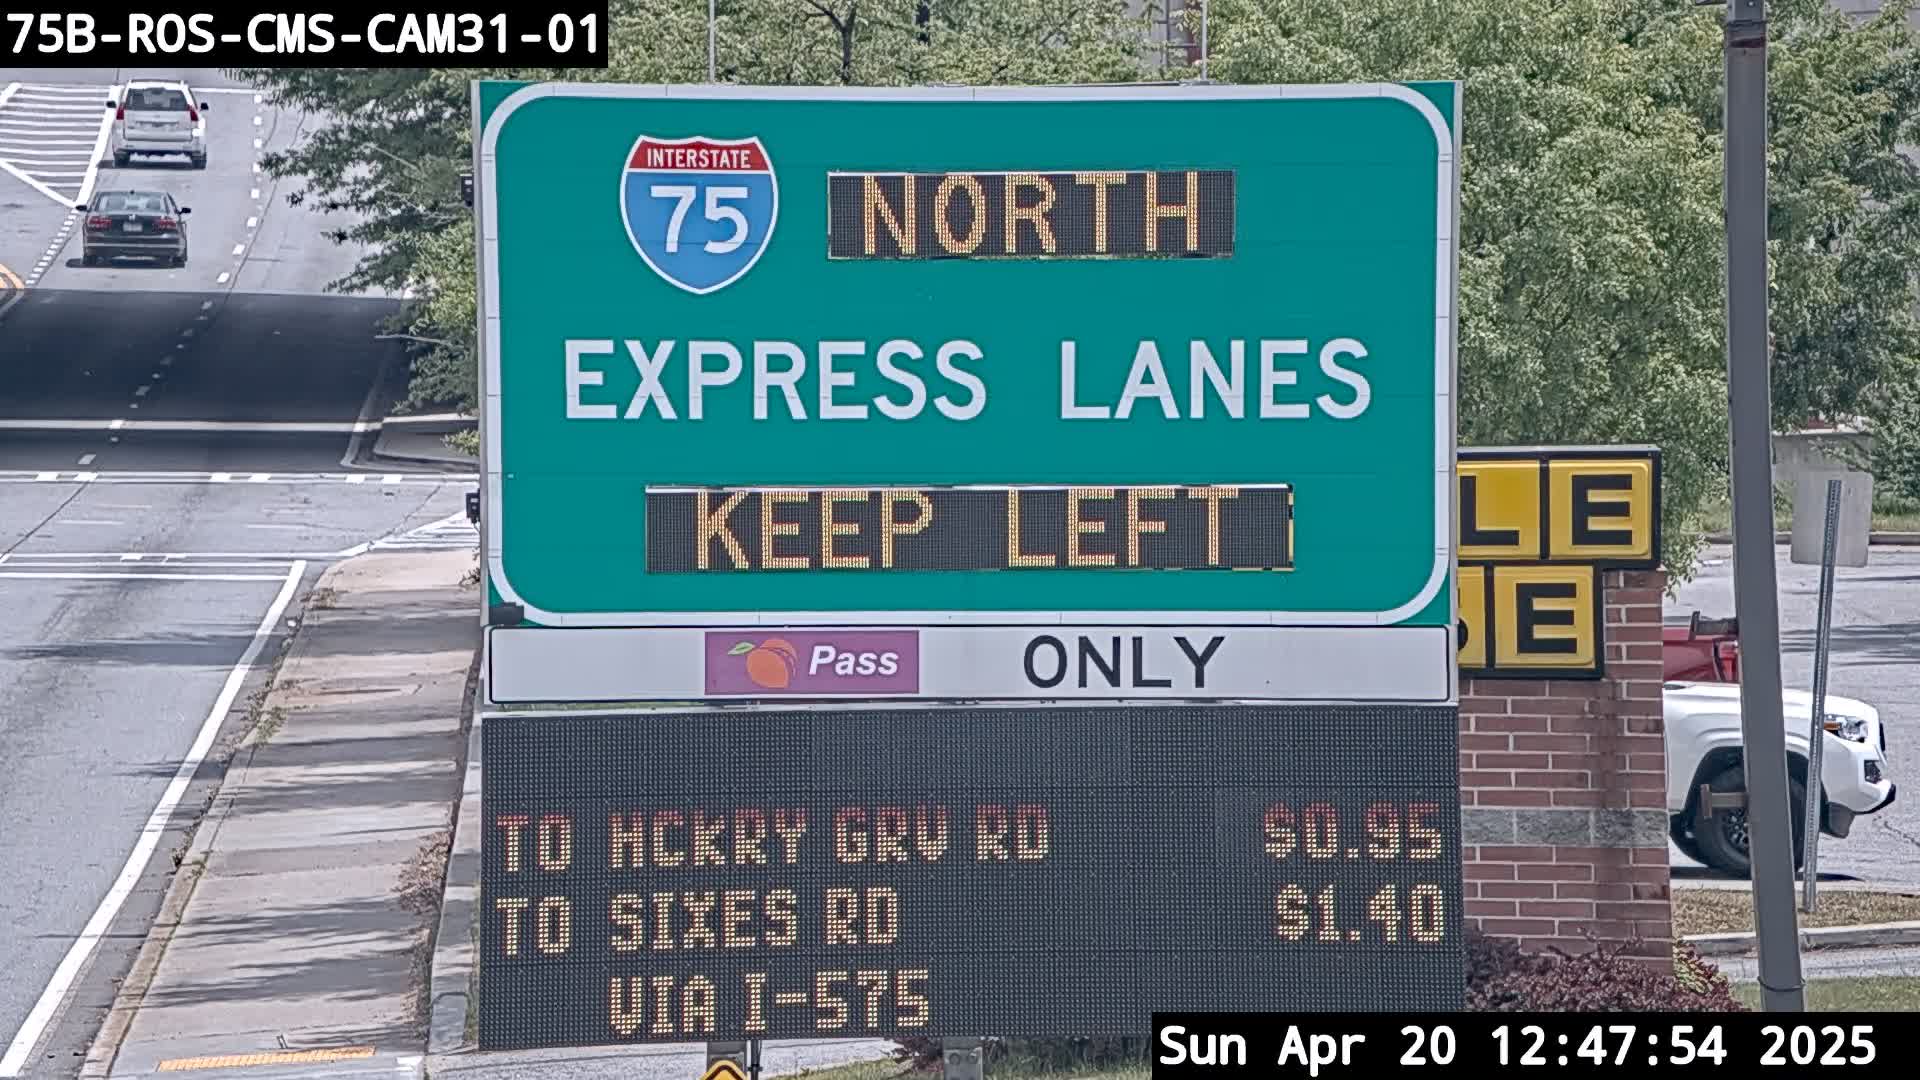 75B-ROS-CMS-CAM31-01
INTERSTATE
75
NORTH
EXPRESS LANES
KEEP LEFT
Pass ONLY
LE
E
TO HCKRY GRV RD $0.95
TO SIXES RD $1.40
VIA I-575
Sun Apr 20 12:47:54 2025